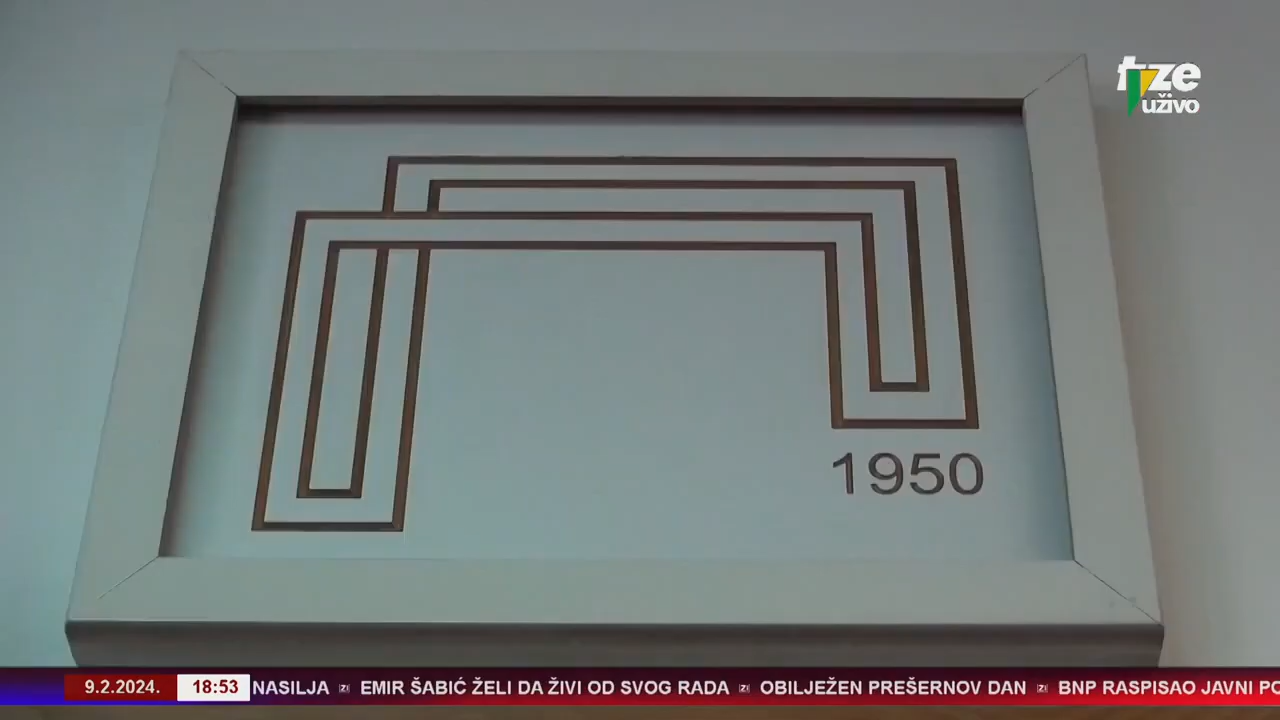 rtvze
uživo
1950
9.2.2024. 18:53 NASILJA EMIR ŠABIĆ ŽELI DA ŽIVI OD SVOG RADA OBILJEŽEN PREŠERNOV DAN BNP RASPISAO JAVNI PO